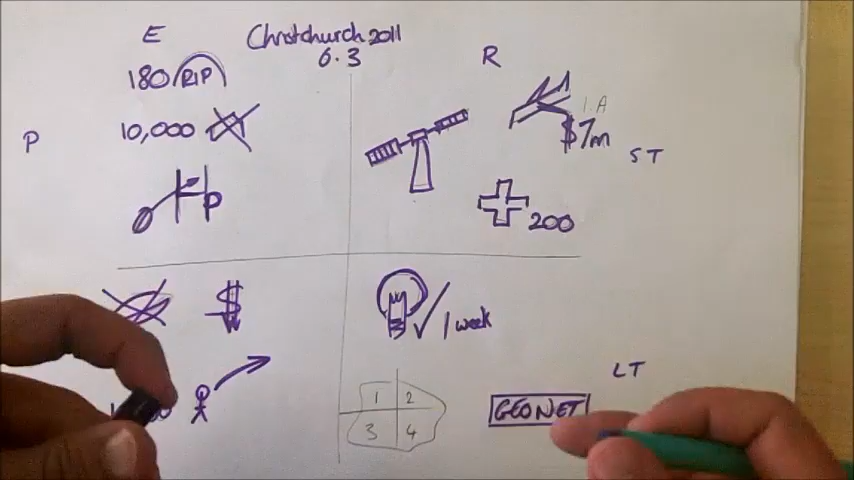 E
Christchurch 2011
6.3
R
180 RIP
10,000
P
I.A
$7m
ST
P
200
$
1 week
LT
1 2
3 4
GEONET